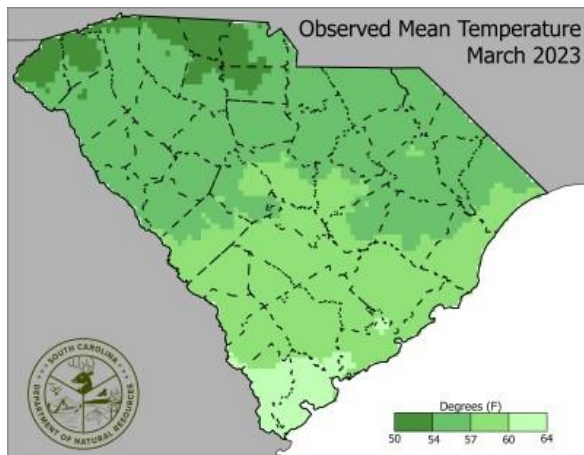 Observed Mean Temperature
March 2023
SOUTH CAROLINA
DEPARTMENT OF NATURAL RESOURCES
Degrees (F)
50 54 57 60 64